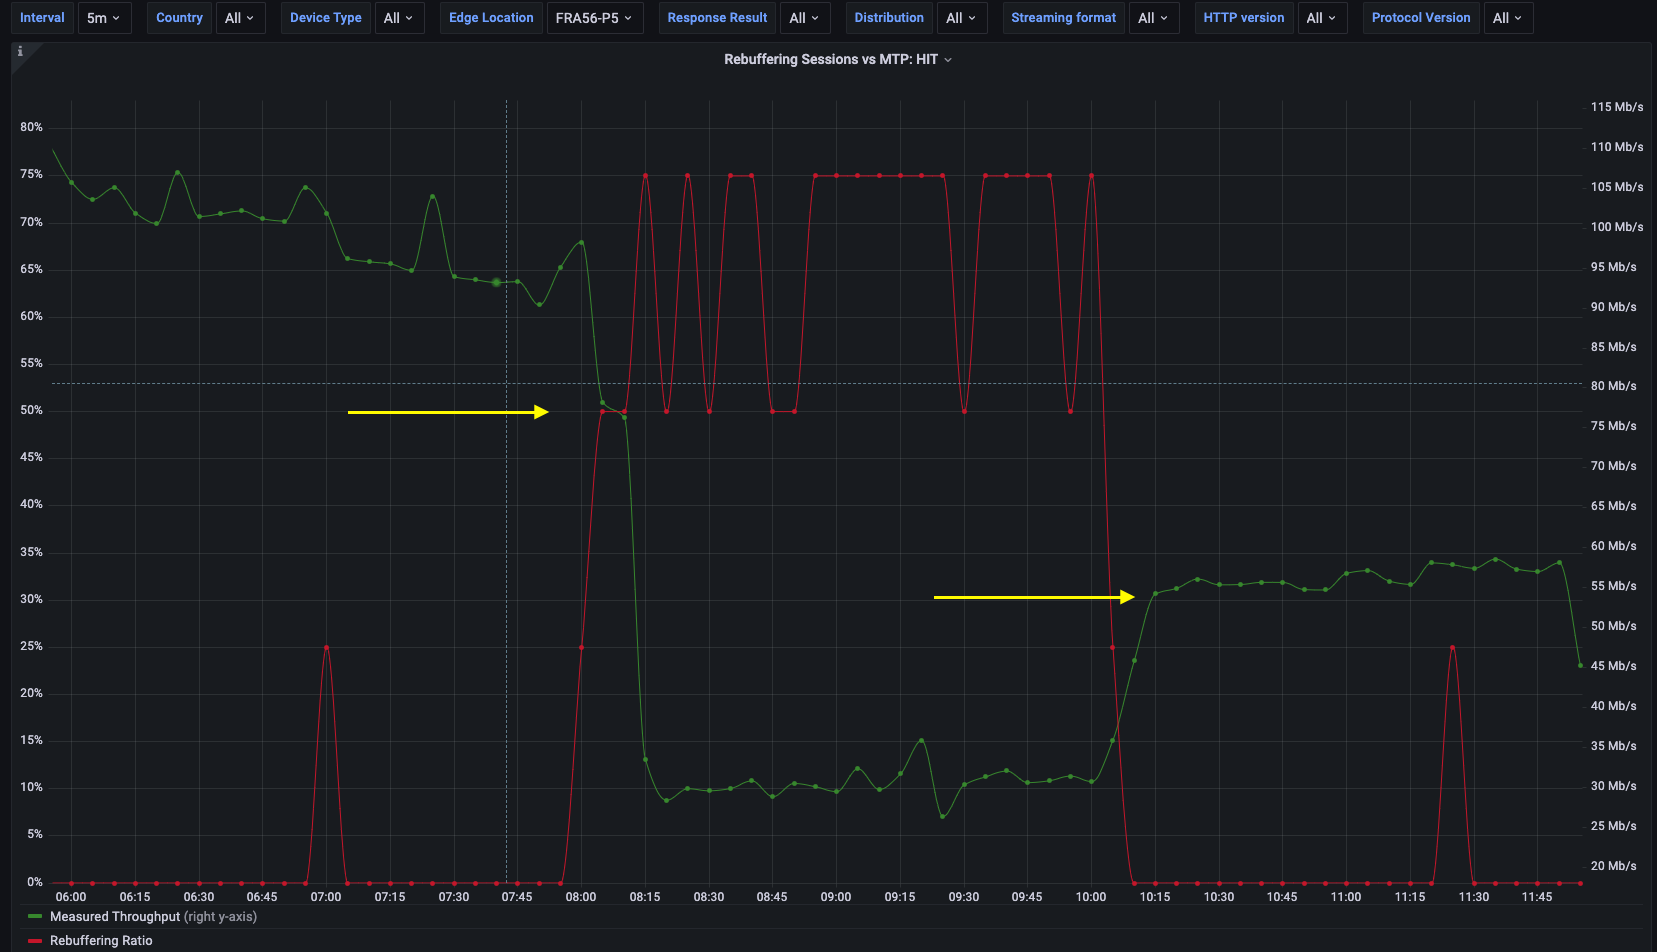 Interval 5m Country All Device Type All Edge Location FRA56-P5 Response Result All Distribution All Streaming format All HTTP version All Protocol Version All
i
Rebuffering Sessions vs MTP: HIT
80%
75%
70%
65%
60%
55%
50%
45%
40%
35%
30%
25%
20%
15%
10%
5%
0%
115 Mb/s
110 Mb/s
105 Mb/s
100 Mb/s
95 Mb/s
90 Mb/s
85 Mb/s
80 Mb/s
75 Mb/s
70 Mb/s
65 Mb/s
60 Mb/s
55 Mb/s
50 Mb/s
45 Mb/s
40 Mb/s
35 Mb/s
30 Mb/s
25 Mb/s
20 Mb/s
06:00 06:15 06:30 06:45 07:00 07:15 07:30 07:45 08:00 08:15 08:30 08:45 09:00 09:15 09:30 09:45 10:00 10:15 10:30 10:45 11:00 11:15 11:30 11:45
Measured Throughput (right y-axis)
Rebuffering Ratio